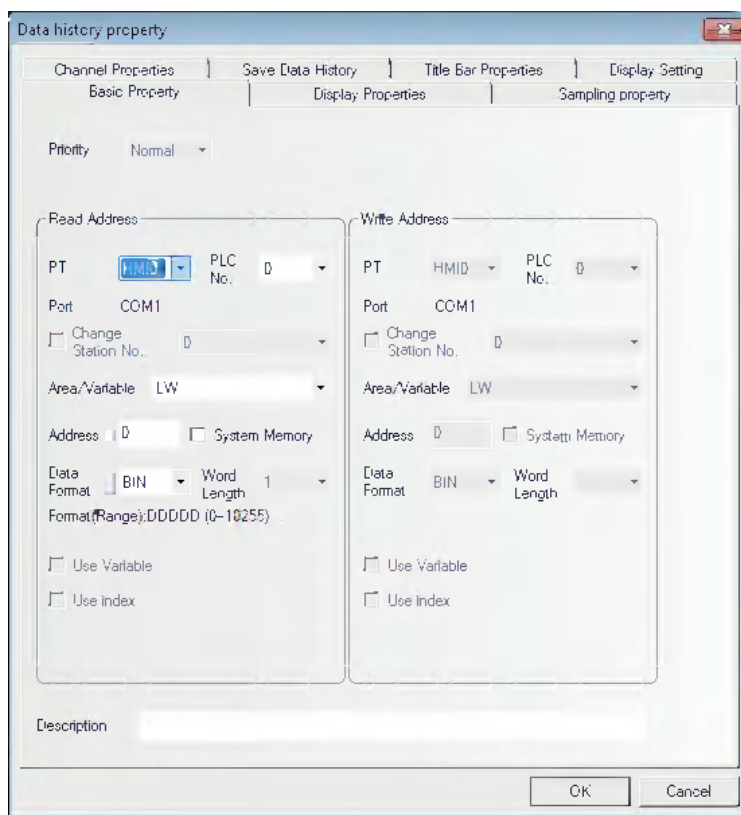 Data history property
Channel Properties Save Data History Title Bar Properties Display Setting
Basic Property Display Properties Sampling property
Priority Normal
Read Address Write Address
PT HMI0 PLC No. 0 PT HMI0 PLC No. 0
Port COM1 Port COM1
Change Station No. 0 Change Station No. 0
Area/Variable LW Area/Variable LW
Address 0 System Memory Address 0 System Memory
Data Format BIN Word Length 1 Data Format BIN Word Length
Format(Range):DDDDD (0~10255)
Use Variable Use Variable
Use index Use index
Description
OK Cancel